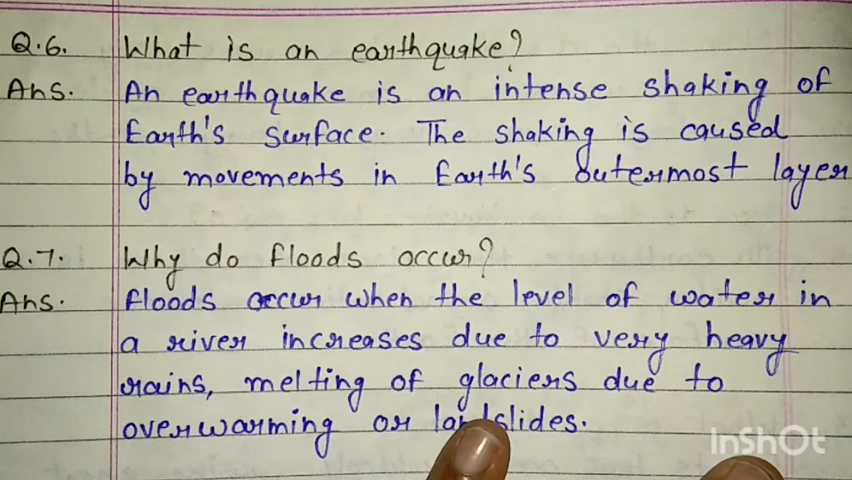 Q.6. What is an earthquake?
Ans. An earthquake is an intense shaking of
Earth's surface. The shaking is caused
by movements in Earth's outermost layer
Q.7. Why do floods occur?
Ans. Floods occur when the level of water in
a river increases due to very heavy
rains, melting of glaciers due to
overwarming or landslides.
InShOt